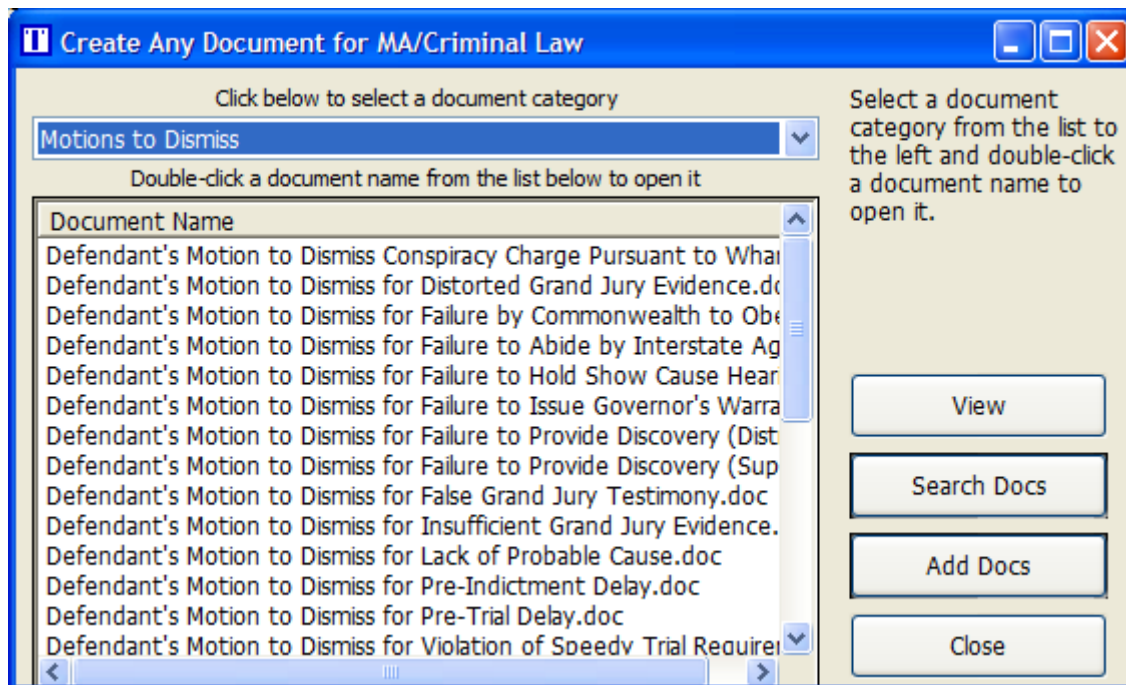 T Create Any Document for MA/Criminal Law
Click below to select a document category
Motions to Dismiss
Double-click a document name from the list below to open it
Document Name
Defendant's Motion to Dismiss Conspiracy Charge Pursuant to
Defendant's Motion to Dismiss for Distorted Grand Jury Evidence.do
Defendant's Motion to Dismiss for Failure by Commonwealth to Obe
Defendant's Motion to Dismiss for Failure to Abide by Interstate Ag
Defendant's Motion to Dismiss for Failure to Hold Show Cause Heari
Defendant's Motion to Dismiss for Failure to Issue Governor's Warra
Defendant's Motion to Dismiss for Failure to Provide Discovery (Dist
Defendant's Motion to Dismiss for Failure to Provide Discovery (Sup
Defendant's Motion to Dismiss for False Grand Jury Testimony.doc
Defendant's Motion to Dismiss for Insufficient Grand Jury Evidence.
Defendant's Motion to Dismiss for Lack of Probable Cause.doc
Defendant's Motion to Dismiss for Pre-Indictment Delay.doc
Defendant's Motion to Dismiss for Pre-Trial Delay.doc
Defendant's Motion to Dismiss for Violation of Speedy Trial Requirer
Select a document
category from the list to
the left and double-click
a document name to
open it.
View
Search Docs
Add Docs
Close